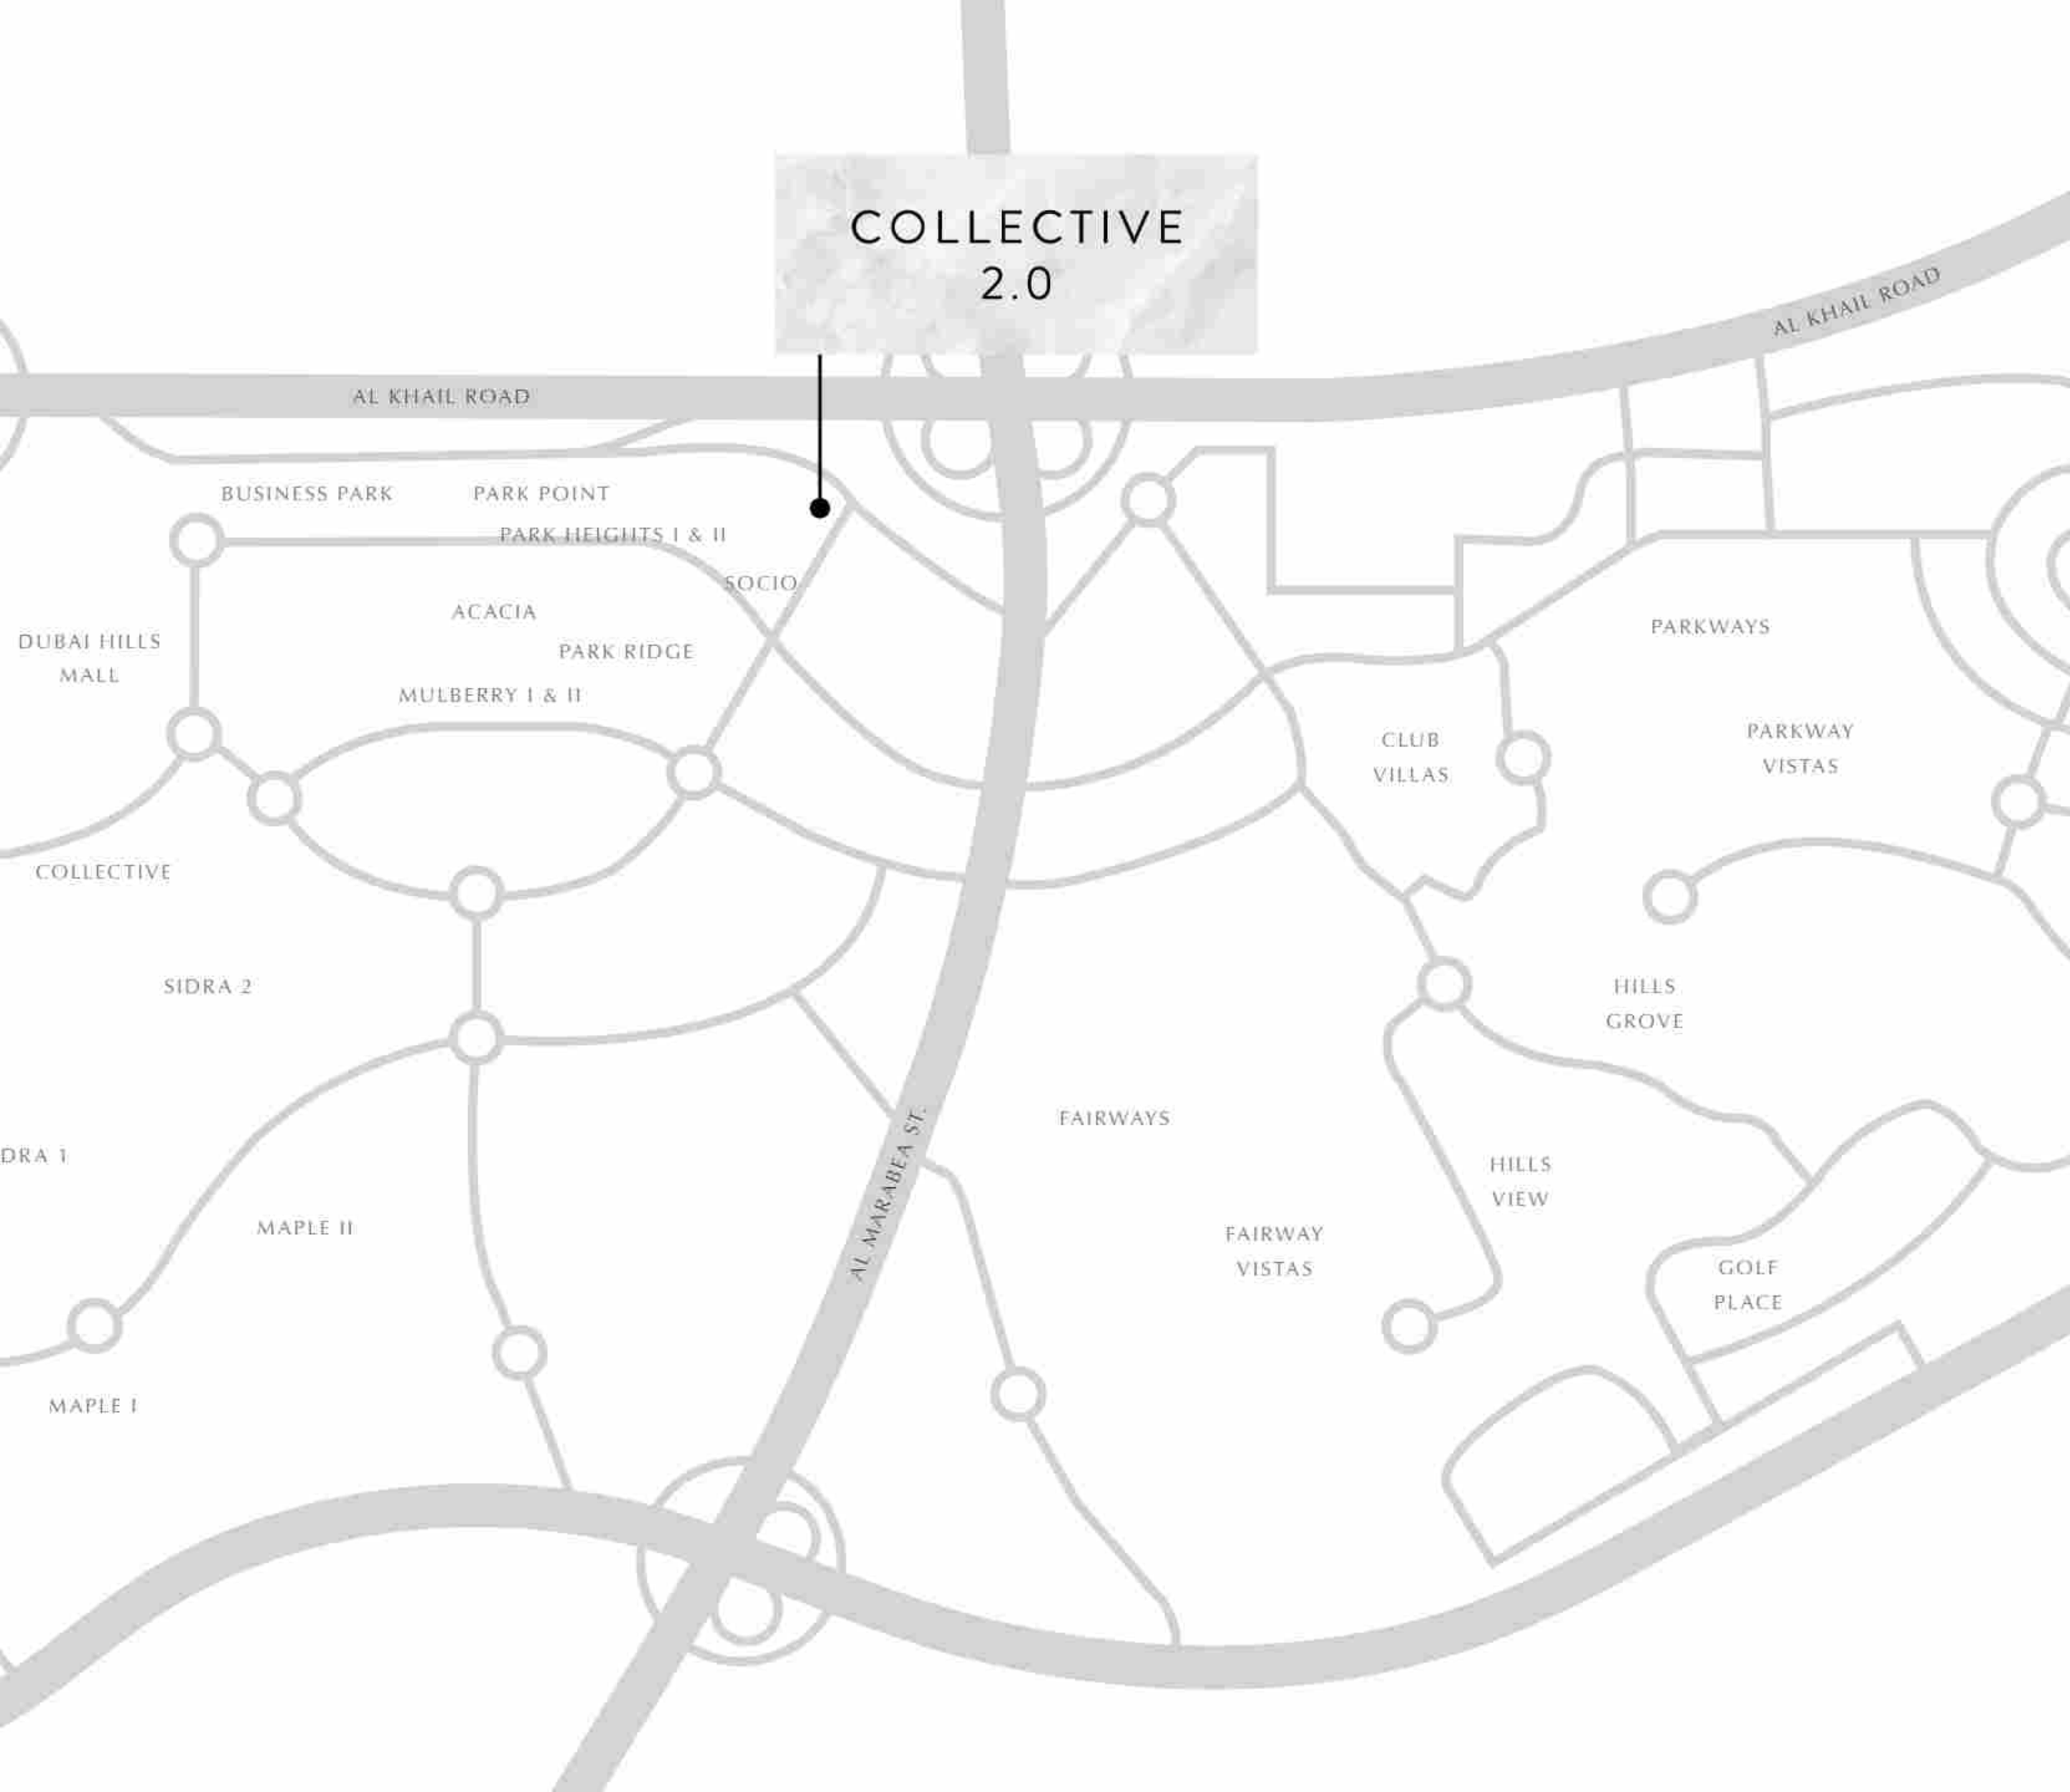 COLLECTIVE
2.0
AL KHAIL ROAD
AL KHAIL ROAD
BUSINESS PARK
PARK POINT
PARK HEIGHTS I & II
SOCIO
ACACIA
PARK RIDGE
DUBAI HILLS
MALL
MULBERRY I & II
PARKWAYS
CLUB
VILLAS
PARKWAY
VISTAS
COLLECTIVE
SIDRA 2
HILLS
GROVE
FAIRWAYS
DRA 1
AL MARABEA ST.
HILLS
VIEW
MAPLE II
FAIRWAY
VISTAS
GOLF
PLACE
MAPLE I